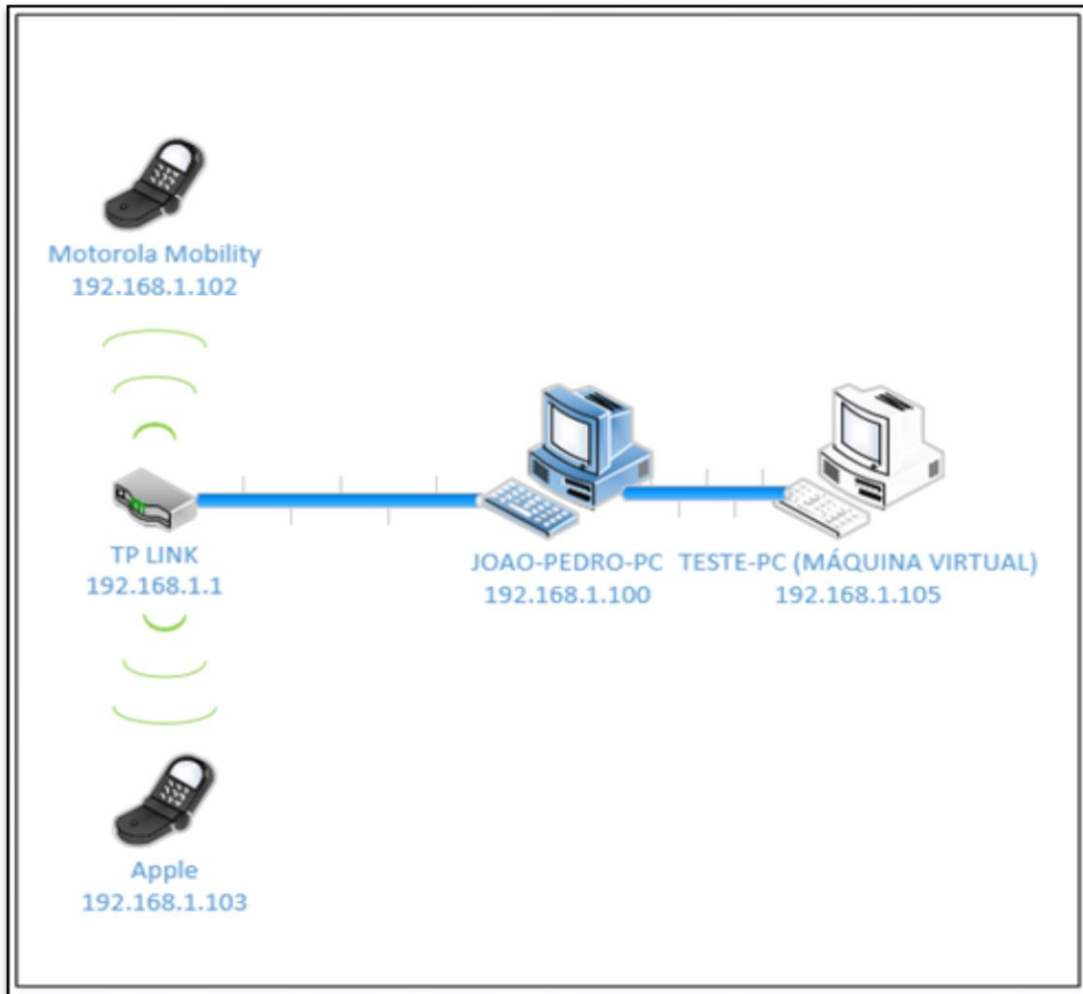 Motorola Mobility
192.168.1.102
TP LINK
192.168.1.1
JOAO-PEDRO-PC
192.168.1.100
TESTE-PC (MÁQUINA VIRTUAL)
192.168.1.105
Apple
192.168.1.103